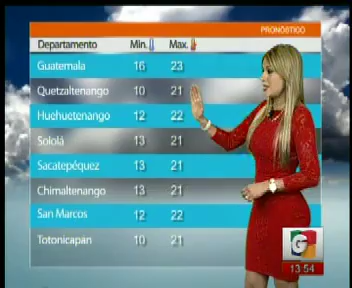 PRONÓSTICO
Departamento Min. Max.
Guatemala 16 23
Quetzaltenango 10 21
Huehuetenango 12 22
Sololá 13 21
Sacatepéquez 13 21
Chimaltenango 13 21
San Marcos 12 22
Totonicapán 10 21
G
13:54